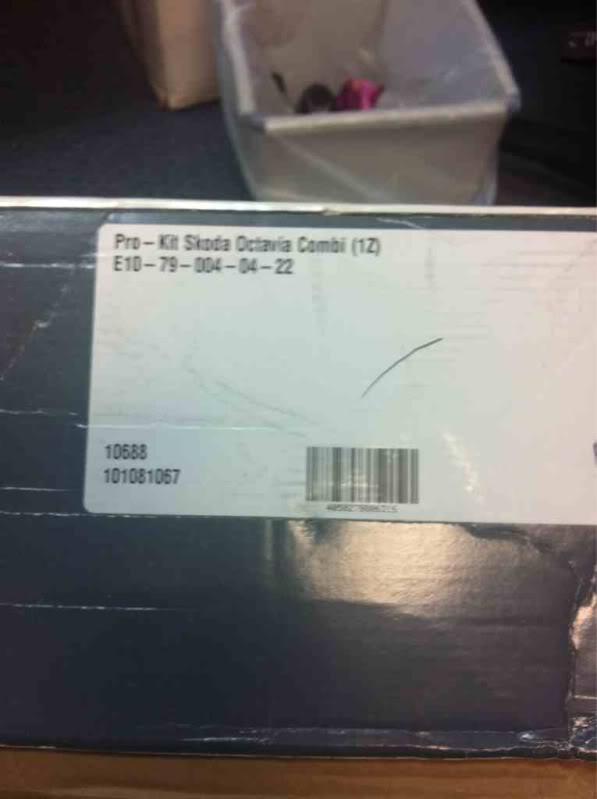 Pro – Kit Skoda Octavia Combi (1Z)
E10 – 79 – 004 – 04 – 22
10688
101081067